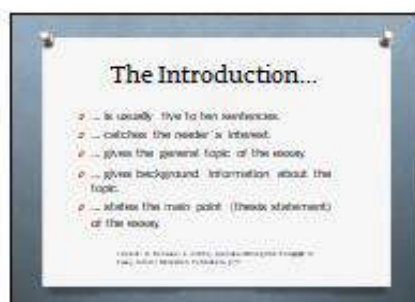 The Introduction...
... is usually five to ten sentences.
... catches the reader's interest.
... gives the general topic of the essay.
... gives background information about the
topic.
... states the main point (thesis statement)
of the essay.